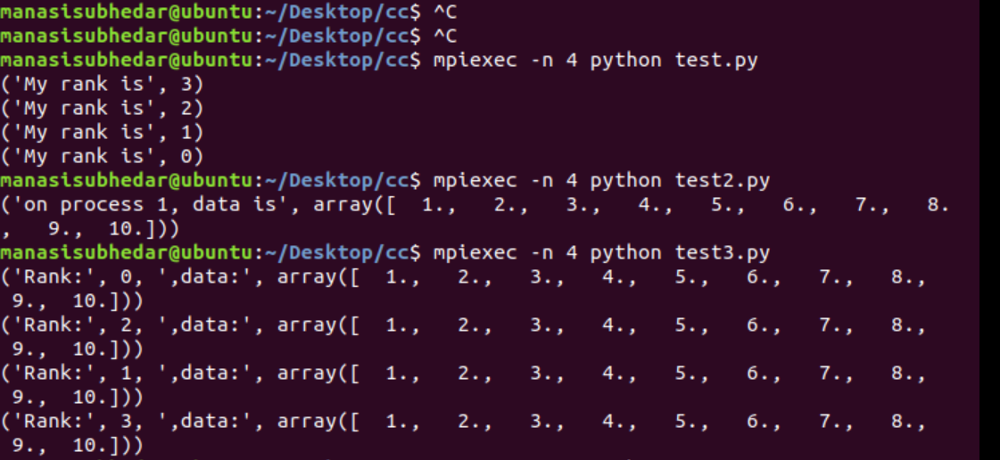 manasisubhedar@ubuntu:~/Desktop/cc$ ^C
manasisubhedar@ubuntu:~/Desktop/cc$ ^C
manasisubhedar@ubuntu:~/Desktop/cc$ mpiexec -n 4 python test.py
('My rank is', 3)
('My rank is', 2)
('My rank is', 1)
('My rank is', 0)
manasisubhedar@ubuntu:~/Desktop/cc$ mpiexec -n 4 python test2.py
('on process 1, data is', array([  1.,   2.,   3.,   4.,   5.,   6.,   7.,   8.
,   9.,  10.]))
manasisubhedar@ubuntu:~/Desktop/cc$ mpiexec -n 4 python test3.py
('Rank:', 0, ',data:', array([  1.,   2.,   3.,   4.,   5.,   6.,   7.,   8.,
 9.,  10.]))
('Rank:', 2, ',data:', array([  1.,   2.,   3.,   4.,   5.,   6.,   7.,   8.,
 9.,  10.]))
('Rank:', 1, ',data:', array([  1.,   2.,   3.,   4.,   5.,   6.,   7.,   8.,
 9.,  10.]))
('Rank:', 3, ',data:', array([  1.,   2.,   3.,   4.,   5.,   6.,   7.,   8.,
 9.,  10.]))